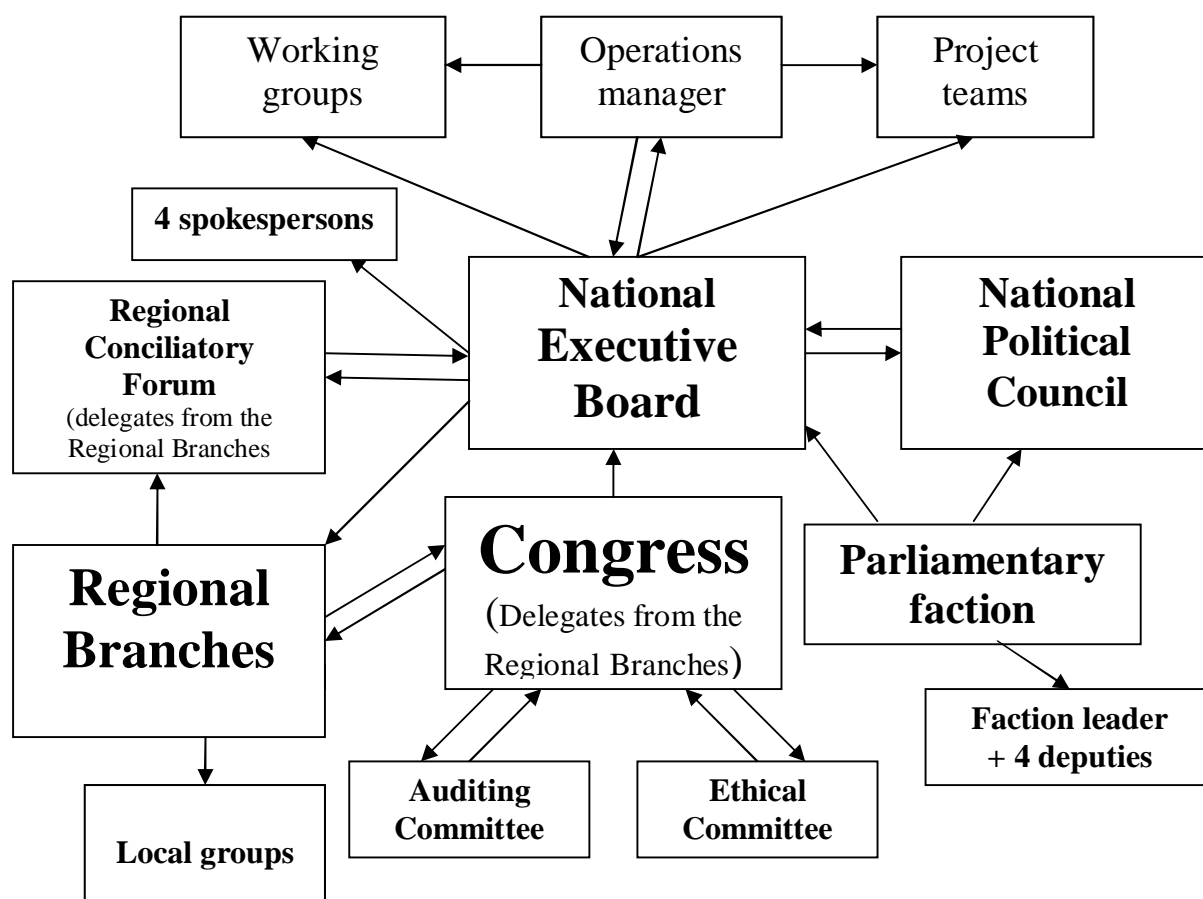 Working
groups
Operations
manager
Project
teams
4 spokespersons
Regional
Conciliatory
Forum
(delegates from the
Regional Branches
National
Executive
Board
National
Political
Council
Regional
Branches
Congress
(Delegates from the
Regional Branches)
Parliamentary
faction
Faction leader
+ 4 deputies
Auditing
Committee
Ethical
Committee
Local groups